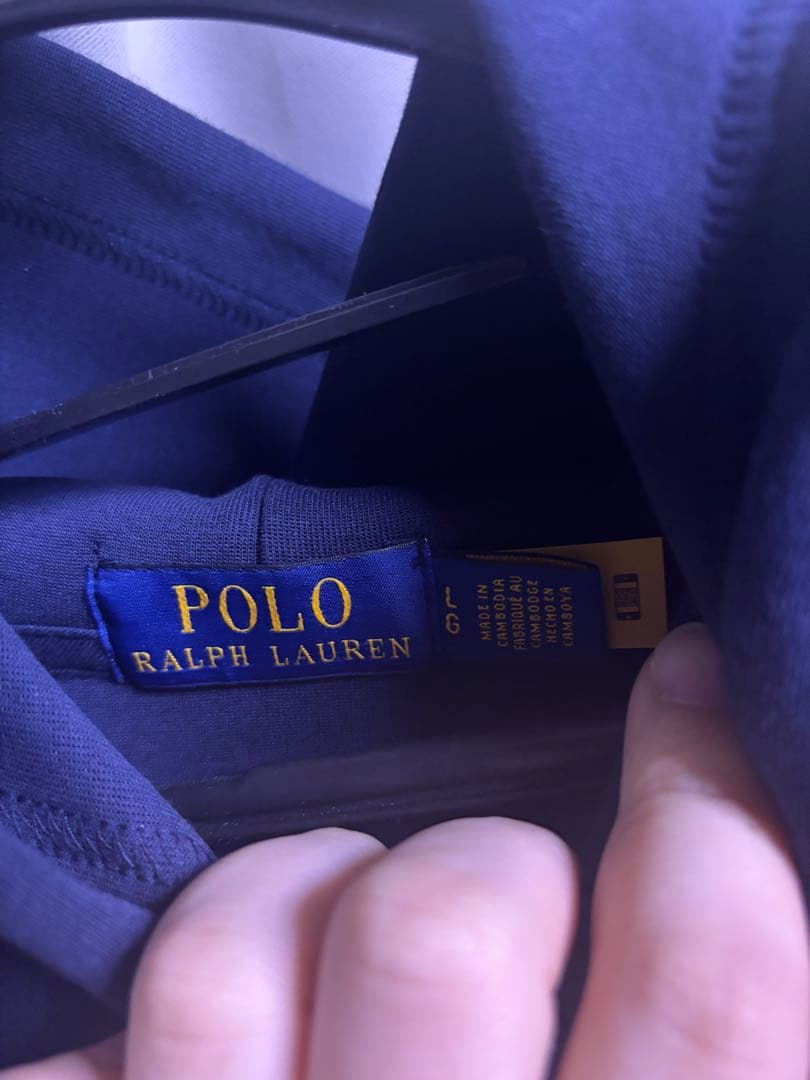 POLO
RALPH LAUREN
L
G
MADE IN
CAMBODIA
FABRIQUÉ AU
CAMBODGE
HECHO EN
CAMBOYA